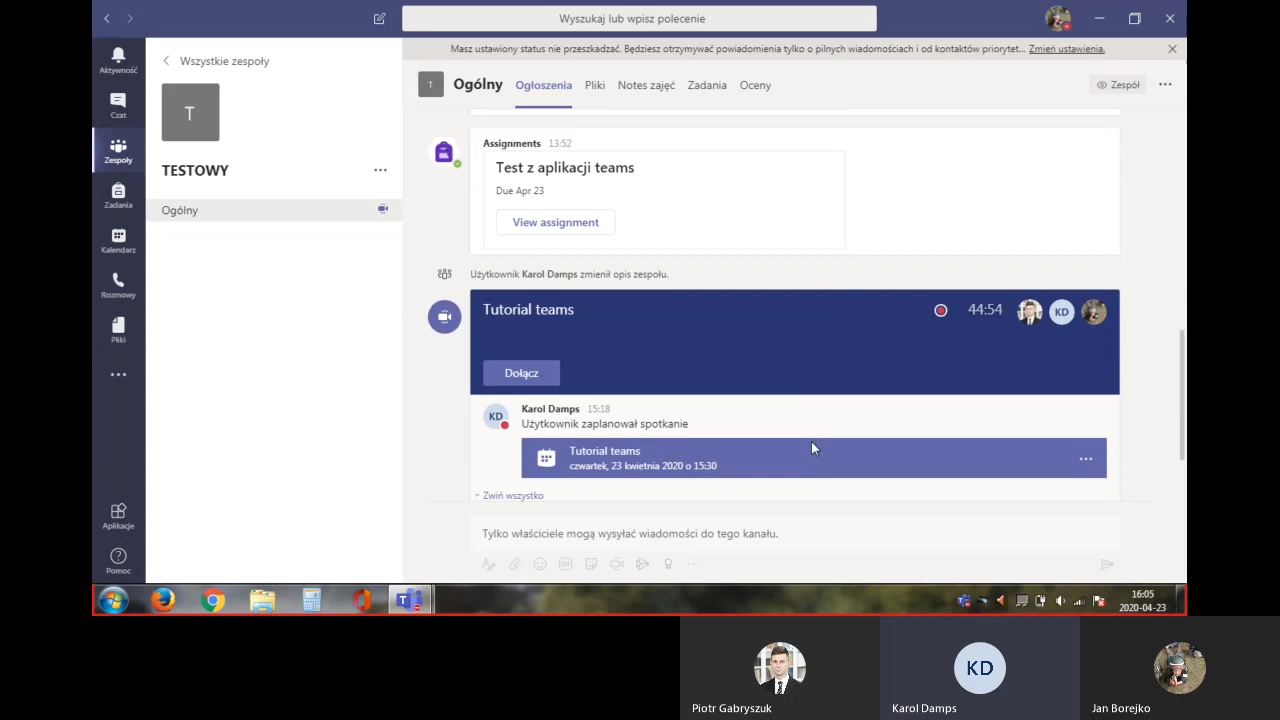 Wyszukaj lub wpisz polecenie
Masz ustawiony status nie przeszkadzać. Będziesz otrzymywać powiadomienia tylko o pilnych wiadomościach i od kontaktów priorytet... Zmień ustawienia.
Aktywność
Czat
Zespoły
Zadania
Kalendarz
Rozmowy
Pliki
Aplikacje
Pomoc
Wszystkie zespoły
T
TESTOWY
Ogólny
T
Ogólny
Ogłoszenia
Pliki
Notes zajęć
Zadania
Oceny
Zespół
Assignments 13:52
Test z aplikacji teams
Due Apr 23
View assignment
Użytkownik Karol Damps zmienił opis zespołu.
Tutorial teams
44:54
KD
Dołącz
KD
Karol Damps 15:18
Użytkownik zaplanował spotkanie
Tutorial teams
czwartek, 23 kwietnia 2020 o 15:30
Zwiń wszystko
Tylko właściciele mogą wysyłać wiadomości do tego kanału.
GIF
16:05
2020-04-23
KD
Piotr Gabryszuk
Karol Damps
Jan Borejko